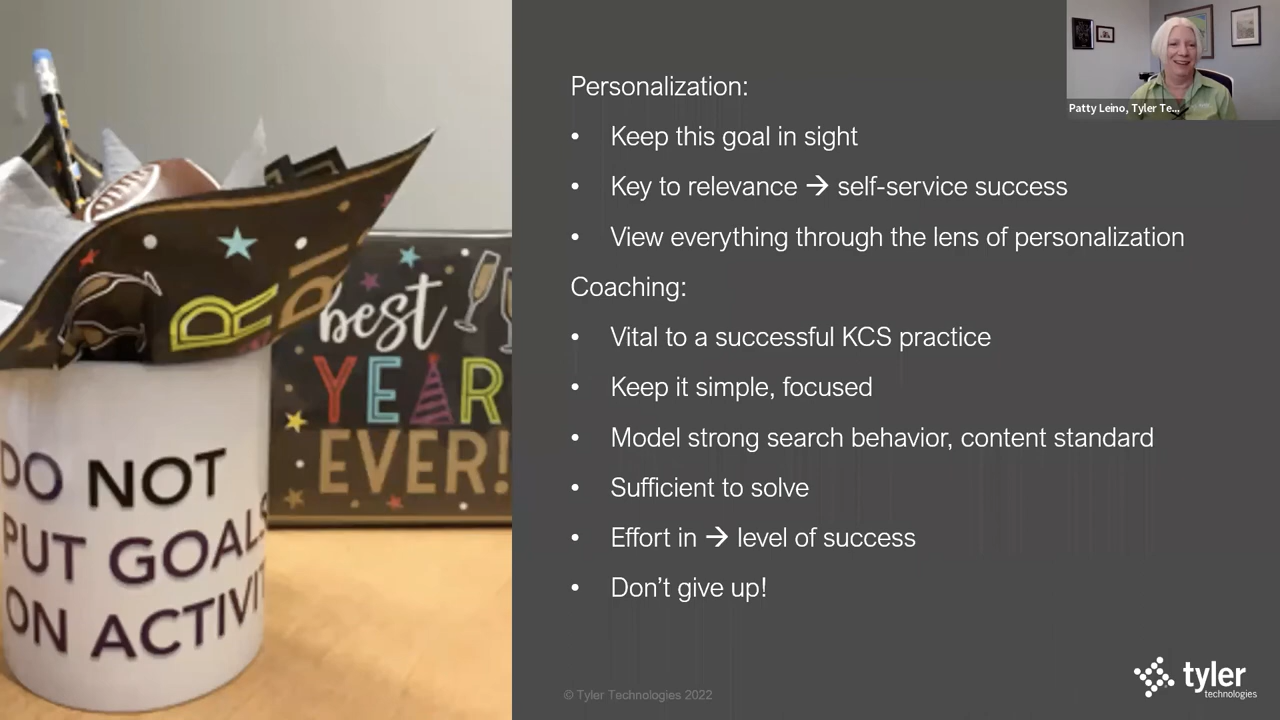 best
YEAR
EVER!
DO NOT
PUT GOALS
ON
Personalization:
• Keep this goal in sight
• Key to relevance → self-service success
• View everything through the lens of personalization
Coaching:
• Vital to a successful KCS practice
• Keep it simple, focused
• Model strong search behavior, content standard
• Sufficient to solve
• Effort in → level of success
• Don’t give up!
Patty Leino, Tyler Te...
© Tyler Technologies 2022
tyler
technologies